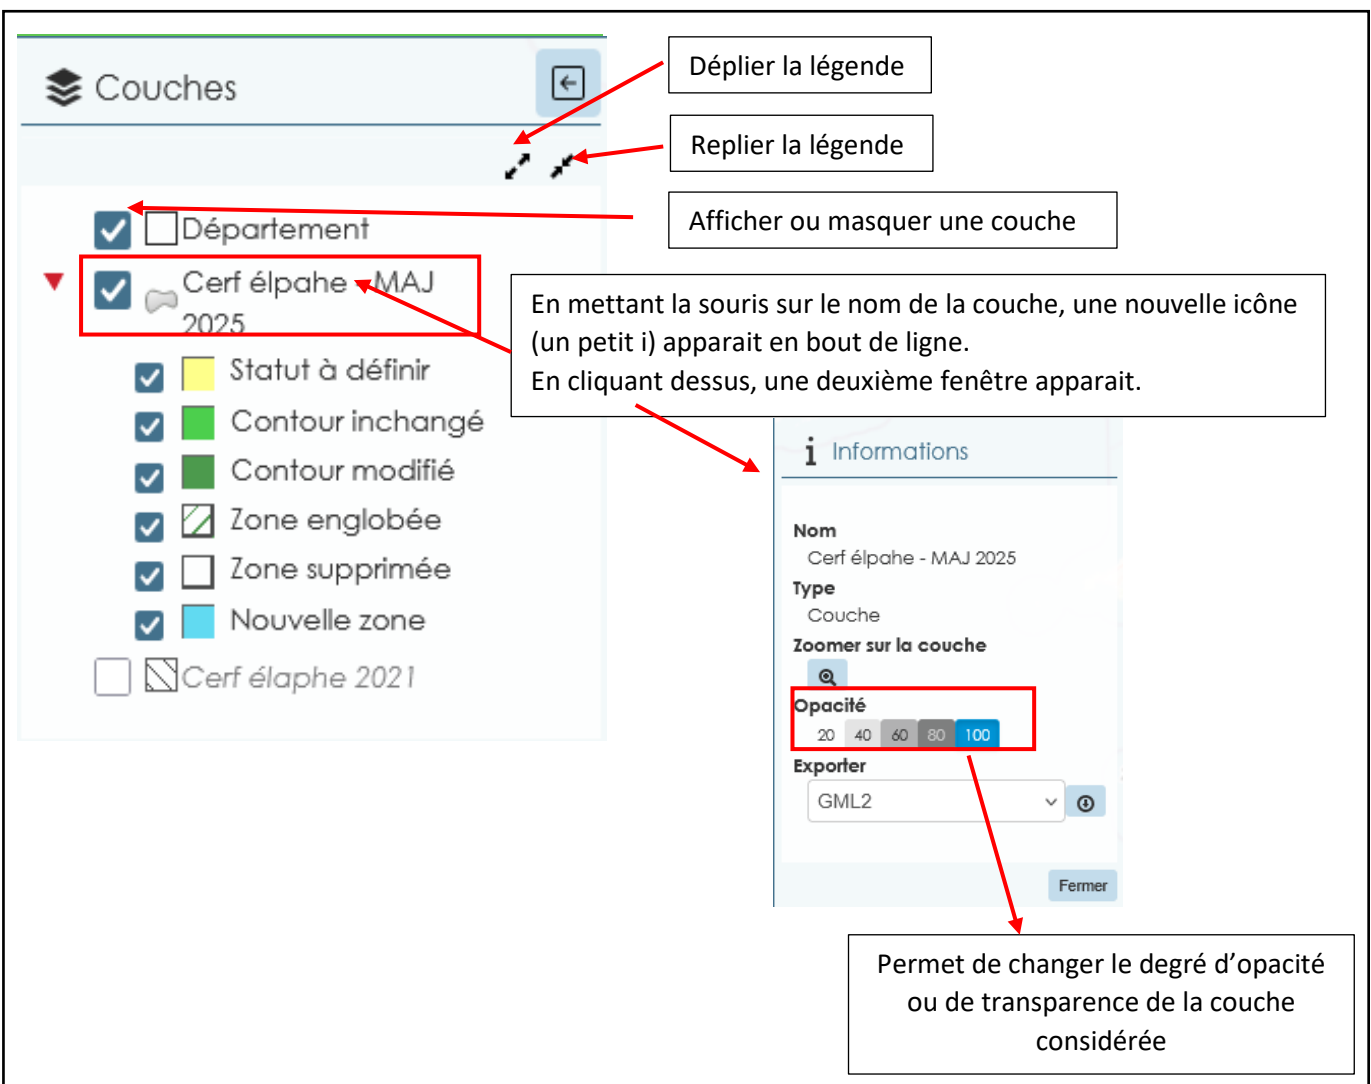 Couches
Déplier la légende
Replier la légende
Afficher ou masquer une couche
Département
Cerf élpahe - MAJ
2025
En mettant la souris sur le nom de la couche, une nouvelle icône
(un petit i) apparait en bout de ligne.
En cliquant dessus, une deuxième fenêtre apparait.
Statut à définir
Contour inchangé
Contour modifié
Zone englobée
Zone supprimée
Nouvelle zone
Cerf élaphe 2021
i Informations
Nom
Cerf élpahe - MAJ 2025
Type
Couche
Zoomer sur la couche
Opacité
20 40 60 80 100
Exporter
GML2
Fermer
Permet de changer le degré d’opacité
ou de transparence de la couche
considérée